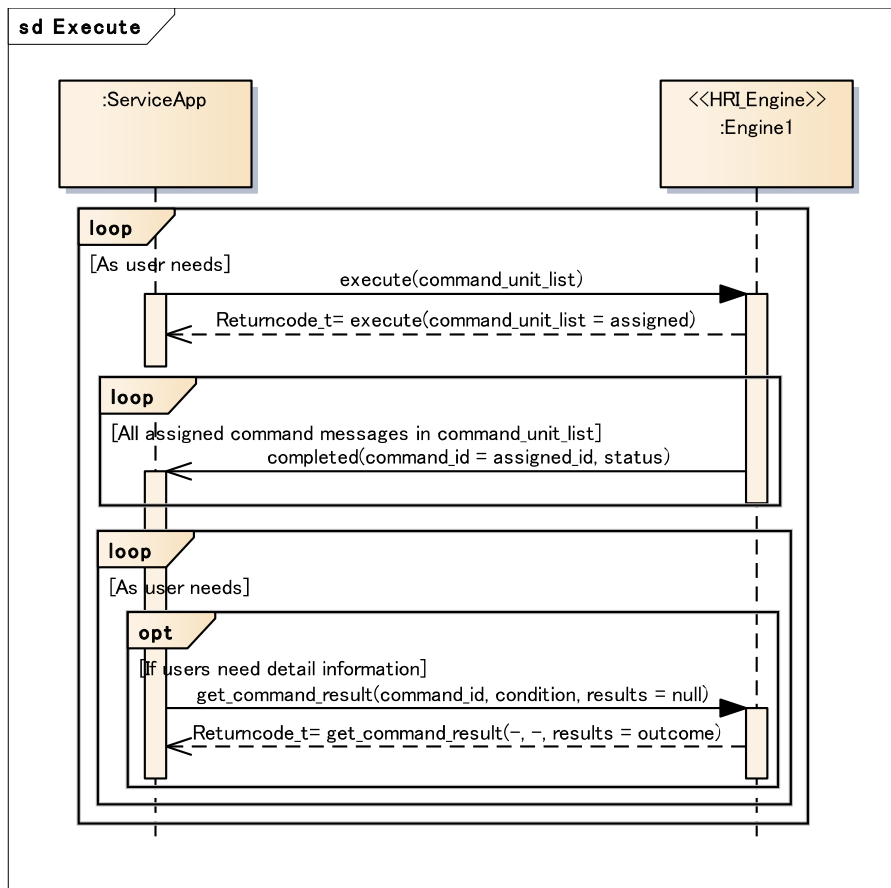 sd Execute
:ServiceApp
<<HRI_Engine>>
:Engine1
loop
[As user needs]
execute(command_unit_list)
Returncode_t= execute(command_unit_list = assigned)
loop
[All assigned command messages in command_unit_list]
completed(command_id = assigned_id, status)
loop
[As user needs]
opt
[If users need detail information]
get_command_result(command_id, condition, results = null)
Returncode_t= get_command_result(-, -, results = outcome)